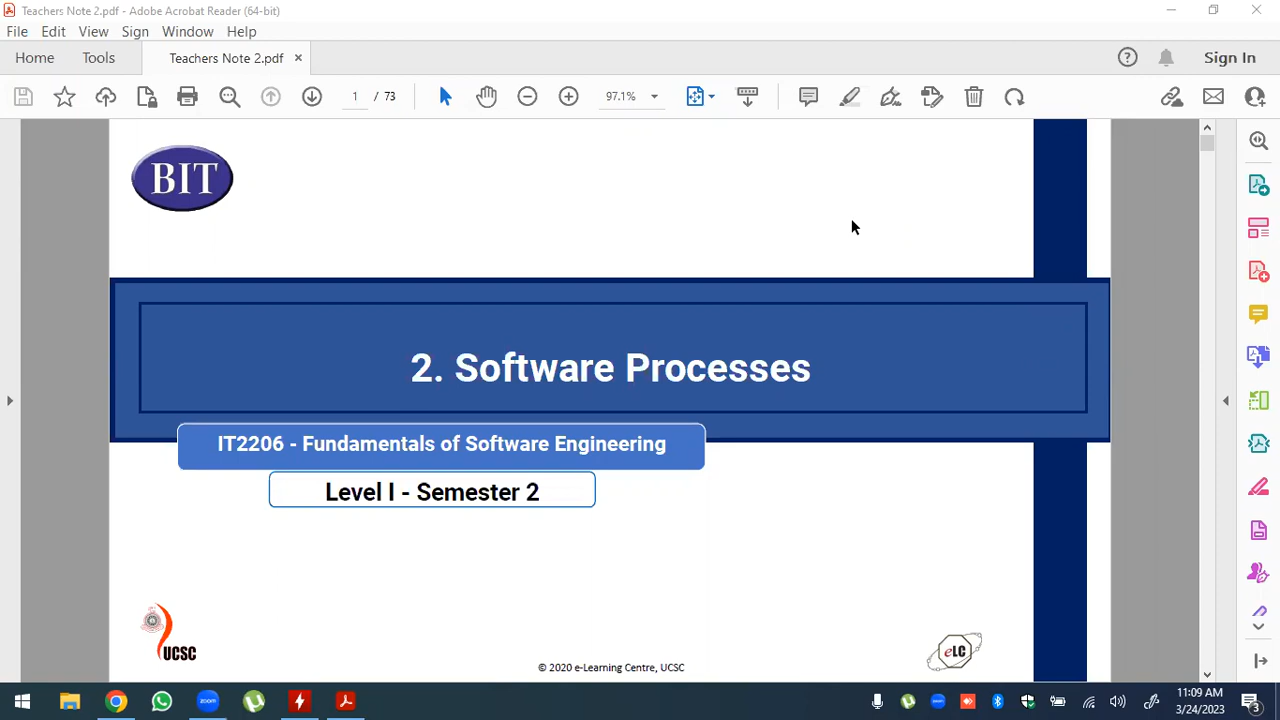 Teachers Note 2.pdf - Adobe Acrobat Reader (64-bit)
File Edit View Sign Window Help
Home Tools Teachers Note 2.pdf × Sign In
1 / 73 97.1%
BIT
2. Software Processes
IT2206 - Fundamentals of Software Engineering
Level I - Semester 2
UCSC
eLC
© 2020 e-Learning Centre, UCSC
zoom
11:09 AM
3/24/2023
3